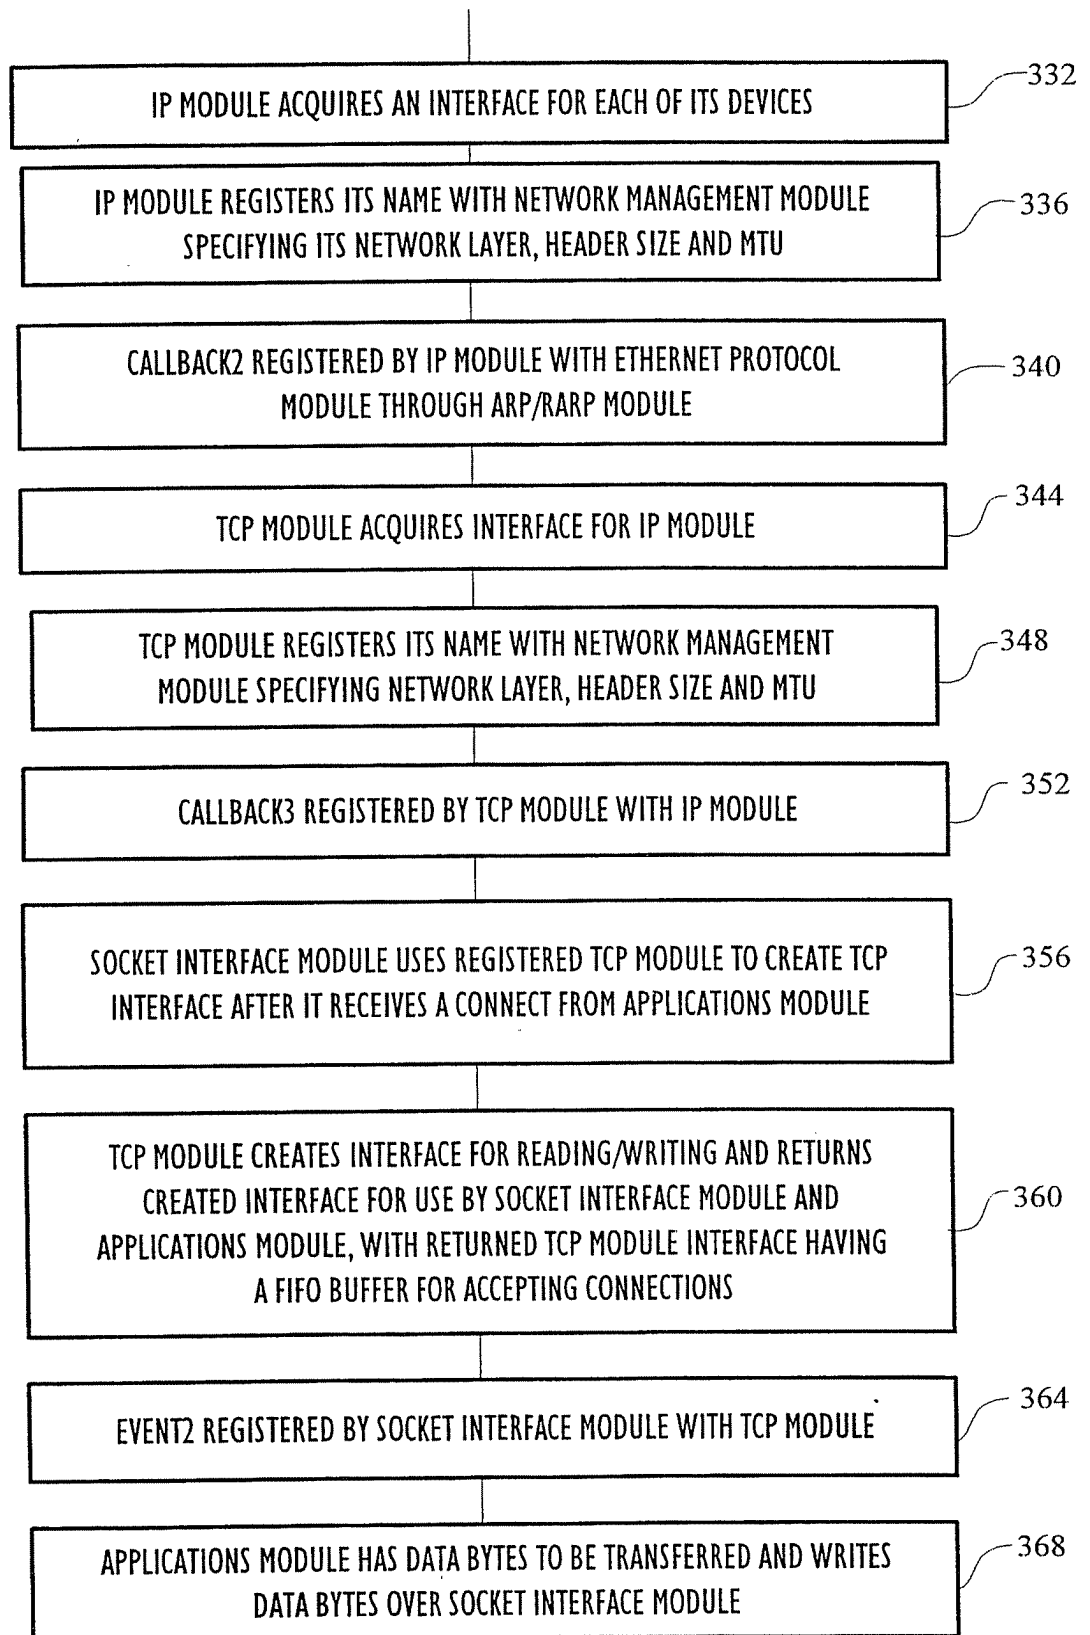 332
IP MODULE ACQUIRES AN INTERFACE FOR EACH OF ITS DEVICES
336
IP MODULE REGISTERS ITS NAME WITH NETWORK MANAGEMENT MODULE
SPECIFYING ITS NETWORK LAYER, HEADER SIZE AND MTU
340
CALLBACK2 REGISTERED BY IP MODULE WITH ETHERNET PROTOCOL
MODULE THROUGH ARP/RARP MODULE
344
TCP MODULE ACQUIRES INTERFACE FOR IP MODULE
348
TCP MODULE REGISTERS ITS NAME WITH NETWORK MANAGEMENT
MODULE SPECIFYING NETWORK LAYER, HEADER SIZE AND MTU
352
CALLBACK3 REGISTERED BY TCP MODULE WITH IP MODULE
356
SOCKET INTERFACE MODULE USES REGISTERED TCP MODULE TO CREATE TCP
INTERFACE AFTER IT RECEIVES A CONNECT FROM APPLICATIONS MODULE
360
TCP MODULE CREATES INTERFACE FOR READING/WRITING AND RETURNS
CREATED INTERFACE FOR USE BY SOCKET INTERFACE MODULE AND
APPLICATIONS MODULE, WITH RETURNED TCP MODULE INTERFACE HAVING
A FIFO BUFFER FOR ACCEPTING CONNECTIONS
364
EVENT2 REGISTERED BY SOCKET INTERFACE MODULE WITH TCP MODULE
368
APPLICATIONS MODULE HAS DATA BYTES TO BE TRANSFERRED AND WRITES
DATA BYTES OVER SOCKET INTERFACE MODULE